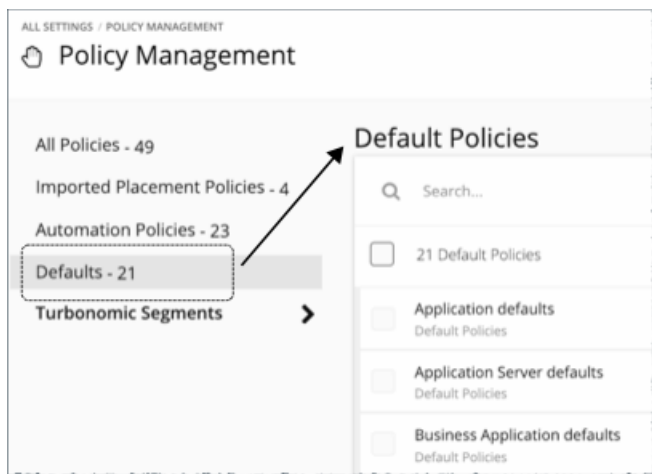 ALL SETTINGS / POLICY MANAGEMENT
Policy Management
All Policies - 49
Imported Placement Policies - 4
Automation Policies - 23
Defaults - 21
Turbonomic Segments
Default Policies
Search...
21 Default Policies
Application defaults
Default Policies
Application Server defaults
Default Policies
Business Application defaults
Default Policies